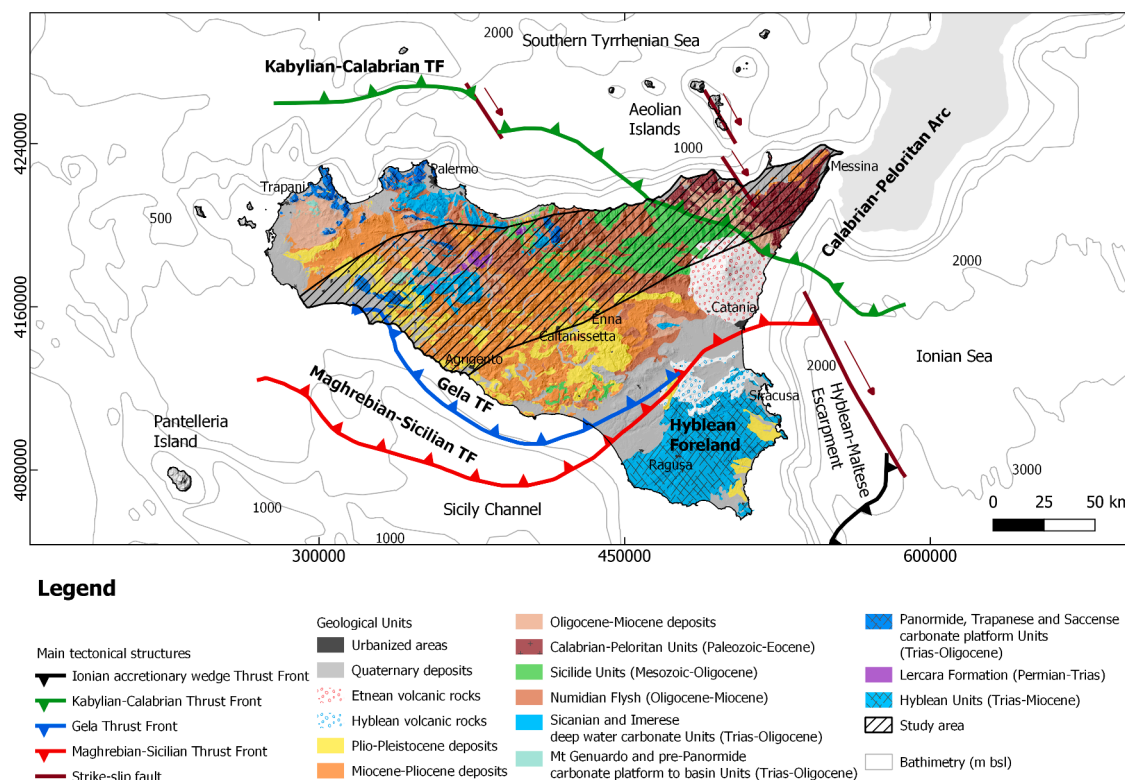 2000
Southern Tyrrhenian Sea
Kabylian-Calabrian TF
Aeolian
Islands
1000
4240000
Messina
Palermo
Trapani
Calabrian-Peloritan Arc
500
2000
4160000
Catania
Enna
Caltanissetta
Ionian Sea
Agrigento
Gela TF
2000
Maghrebian-Sicilian TF
Siracusa
Hyblean
Foreland
Hyblean-Maltese
Escarpment
Pantelleria
Island
Ragusa
4080000
3000
1000
Sicily Channel
1000
0 25 50 km
300000 450000 600000
Legend
Main tectonical structures
Ionian accretionary wedge Thrust Front
Kabylian-Calabrian Thrust Front
Gela Thrust Front
Maghrebian-Sicilian Thrust Front
Strike-slip fault
Geological Units
Urbanized areas
Quaternary deposits
Etnean volcanic rocks
Hyblean volcanic rocks
Plio-Pleistocene deposits
Miocene-Pliocene deposits
Oligocene-Miocene deposits
Calabrian-Peloritan Units (Paleozoic-Eocene)
Sicilide Units (Mesozoic-Oligocene)
Numidian Flysh (Oligocene-Miocene)
Sicanian and Imerese
deep water carbonate Units (Trias-Oligocene)
Mt Genuardo and pre-Panormide
carbonate platform to basin Units (Trias-Oligocene)
Panormide, Trapanese and Saccense
carbonate platform Units
(Trias-Oligocene)
Lercara Formation (Permian-Trias)
Hyblean Units (Trias-Miocene)
Study area
Bathimetry (m bsl)